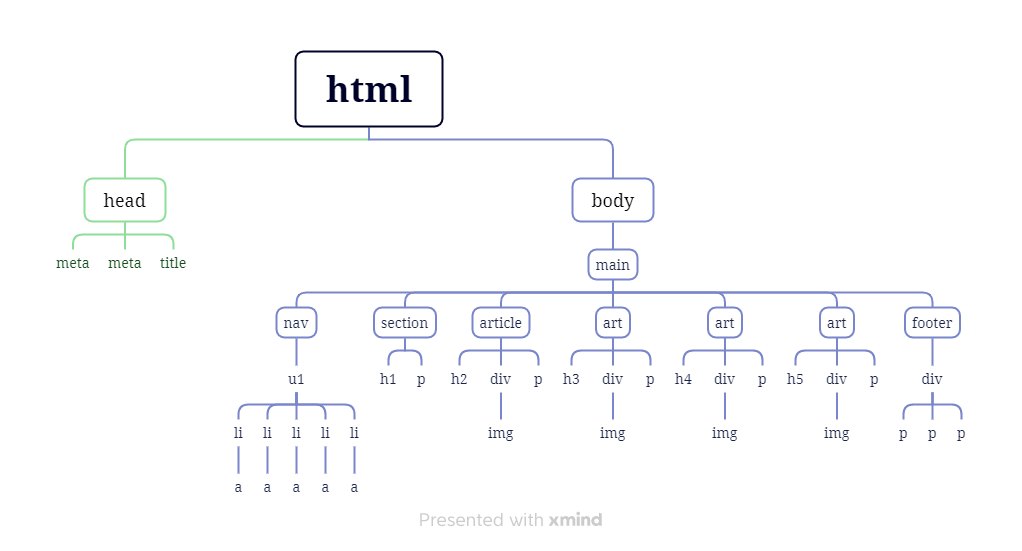 html
head
body
meta meta title
main
nav section article art art art footer
u1 h1 p h2 div p h3 div p h4 div p h5 div p div
li li li li li img img img img p p p
a a a a a
Presented with xmind